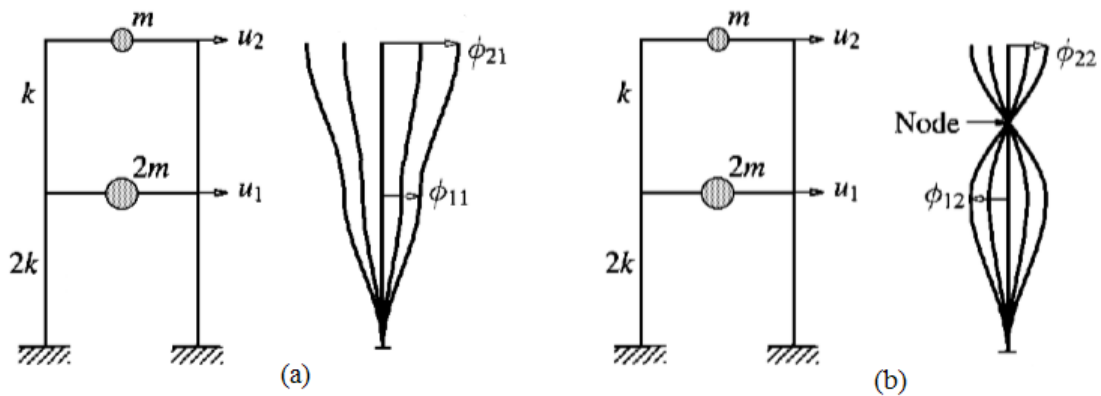 m
u₂
ϕ₂₁
k
2m
u₁
ϕ₁₁
2k
(a)
m
u₂
ϕ₂₂
k
Node
2m
u₁
ϕ₁₂
2k
(b)